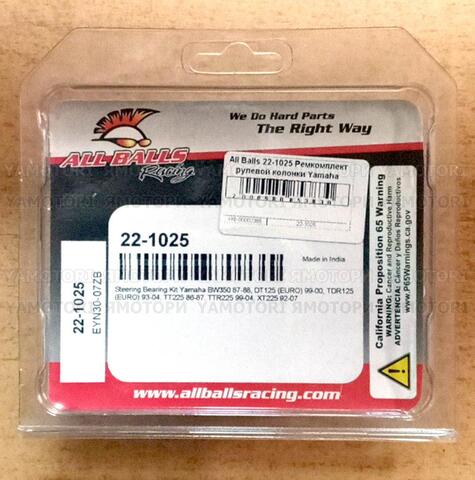 We Do Hard Parts
The Right Way
ALL BALLS
Racing
All Balls 22-1025 Ремкомплект
рулевой колонки Yamaha
22-1025
22-1025
Made in India
Steering Bearing Kit Yamaha BW350 87-88, DT125 (EURO) 99-00, TDR125
(EURO) 93-04, TT225 86-87, TTR225 99-04, XT225 92-07
22-1025
EYN30-07ZB
California Proposition 65 Warning
WARNING: Cancer and Reproductive Harm
ADVERTENCIA: Cáncer y Daños Reproductivos
www.P65Warnings.ca.gov
www.allballsracing.com
ЯМОТОРИ YAMOTORI ЯМОТОРИ YAMOTORI